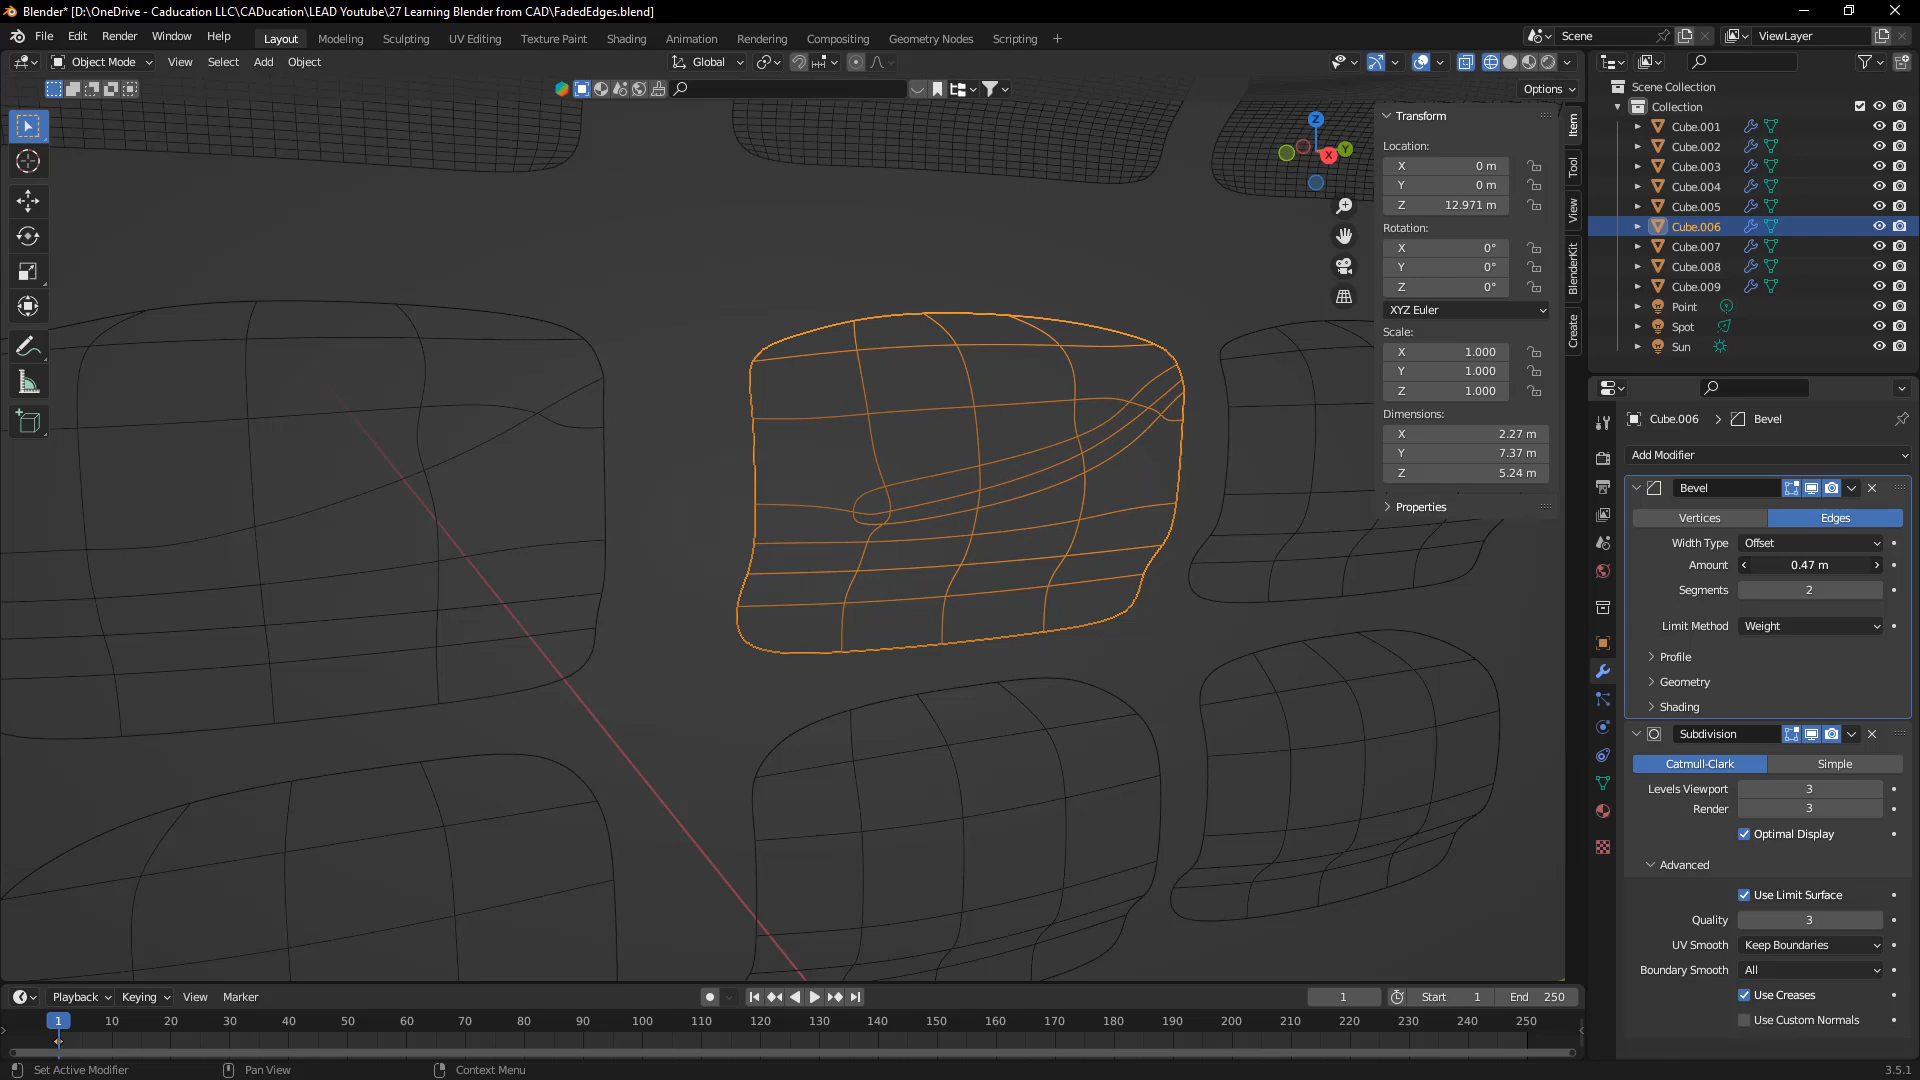 Blender* [D:\OneDrive - Caducation LLC\CADucation\LEAD Youtube\27 Learning Blender from CAD\FadedEdges.blend]
File Edit Render Window Help Layout Modeling Sculpting UV Editing Texture Paint Shading Animation Rendering Compositing Geometry Nodes Scripting + Scene ViewLayer
Object Mode View Select Add Object Global
Options
Transform
Location:
X 0 m
Y 0 m
Z 12.971 m
Rotation:
X 0°
Y 0°
Z 0°
XYZ Euler
Scale:
X 1.000
Y 1.000
Z 1.000
Dimensions:
X 2.27 m
Y 7.37 m
Z 5.24 m
Properties
Z
X
Y
Item
Tool
View
BlenderKit
Create
Scene Collection
Collection
Cube.001
Cube.002
Cube.003
Cube.004
Cube.005
Cube.006
Cube.007
Cube.008
Cube.009
Point
Spot
Sun
Cube.006 > Bevel
Add Modifier
Bevel
Vertices Edges
Width Type Offset
Amount 0.47 m
Segments 2
Limit Method Weight
Profile
Geometry
Shading
Subdivision
Catmull-Clark Simple
Levels Viewport 3
Render 3
Optimal Display
Advanced
Use Limit Surface
Quality 3
UV Smooth Keep Boundaries
Boundary Smooth All
Use Creases
Use Custom Normals
Playback Keying View Marker 1 Start 1 End 250
1 10 20 30 40 50 60 70 80 90 100 110 120 130 140 150 160 170 180 190 200 210 220 230 240 250
Set Active Modifier Pan View Context Menu 3.5.1